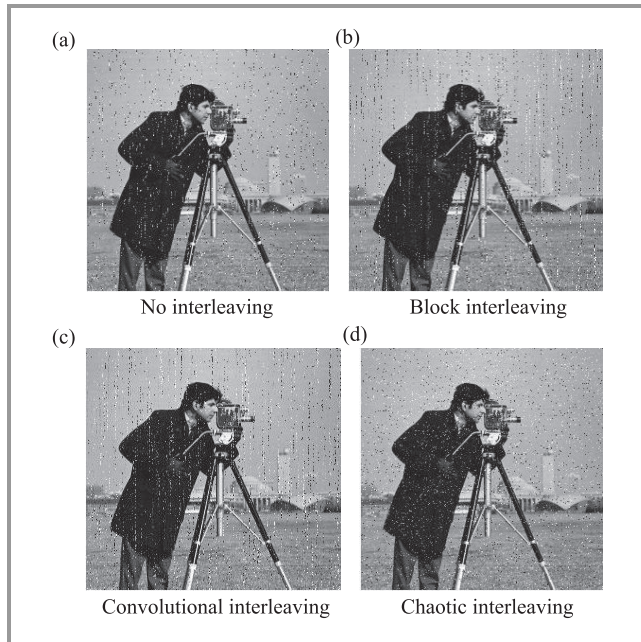 (a)
(b)
No interleaving
Block interleaving
(c)
(d)
Convolutional interleaving
Chaotic interleaving